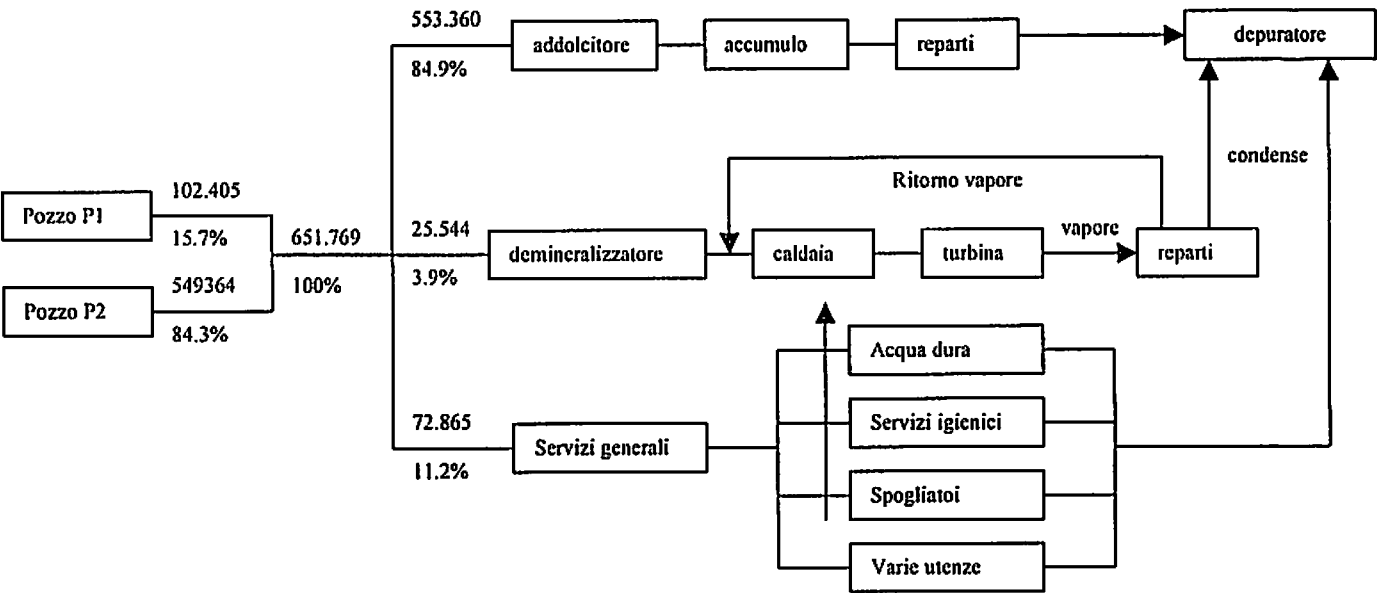 553.360
addolcitore
accumulo
reparti
depuratore
84.9%
condense
Ritorno vapore
Pozzo P1
102.405
15.7%
651.769
100%
25.544
3.9%
demineralizzatore
caldaia
turbina
vapore
reparti
549364
Pozzo P2
84.3%
Acqua dura
72.865
11.2%
Servizi generali
Servizi igienici
Spogliatoi
Varie utenze